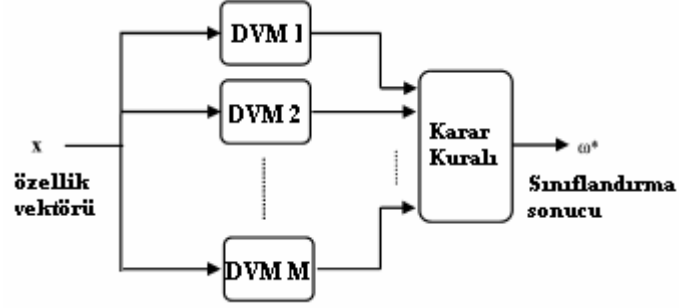 DVM 1
DVM 2
x
özellik
vektörü
DVM M
Karar
Kuralı
ω*
Sınıflandırma
sonucu